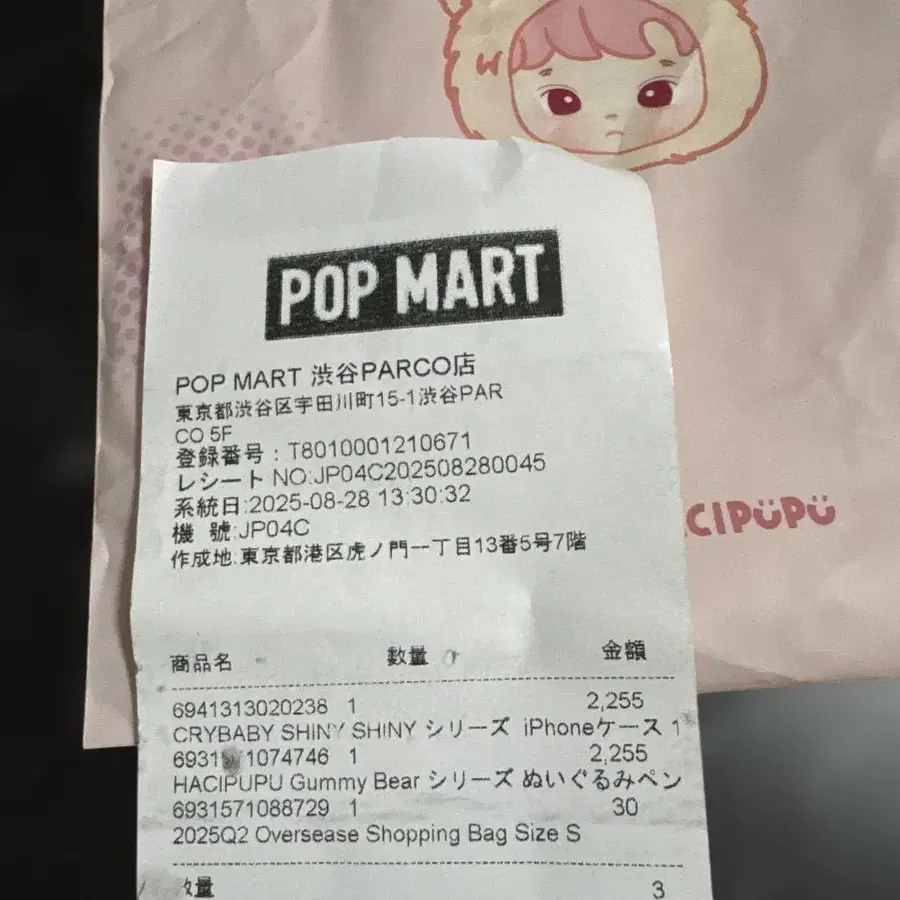 W
POP MART
POP MART 渋谷PARCO店
東京都渋谷区宇田川町15-1渋谷PAR
CO 5F
登録番号：T8010001210671
レシート NO:JP04C202508280045
系統日:2025-08-28 13:30:32
機 號:JP04C
作成地:東京都港区虎ノ門一丁目13番5号7階
CIPUPU
商品名 数量 金額
6941313020238 1 2,255
CRYBABY SHINY SHINY シリーズ iPhoneケース 1
6931 1074746 1 2,255
HACIPUPU Gummy Bear シリーズ ぬいぐるみペン
6931571088729 1 30
2025Q2 Oversease Shopping Bag Size S
数量 3